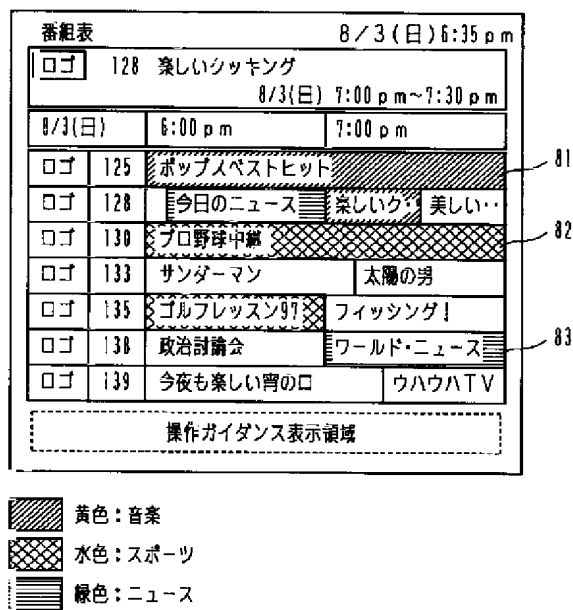 番組表 8/3(日)6:35pm
ロゴ 128 楽しいシッキング
8/3(日) 7:00pm~7:30pm
8/3(日) 6:00pm 7:00pm
ロゴ 125 ポップスベストヒット 81
ロゴ 128 今日のニュース 楽しいク・・ 美しい・・
ロゴ 130 プロ野球中継 82
ロゴ 133 サンダーマン 太陽の男
ロゴ 135 ゴルフレッスン97 フィッシング!
ロゴ 138 政治討論会 ワールド・ニュース 83
ロゴ 139 今夜も楽しい宵の口 ウハウハTV
操作ガイダンス表示領域
黄色:音楽
水色:スポーツ
緑色:ニュース